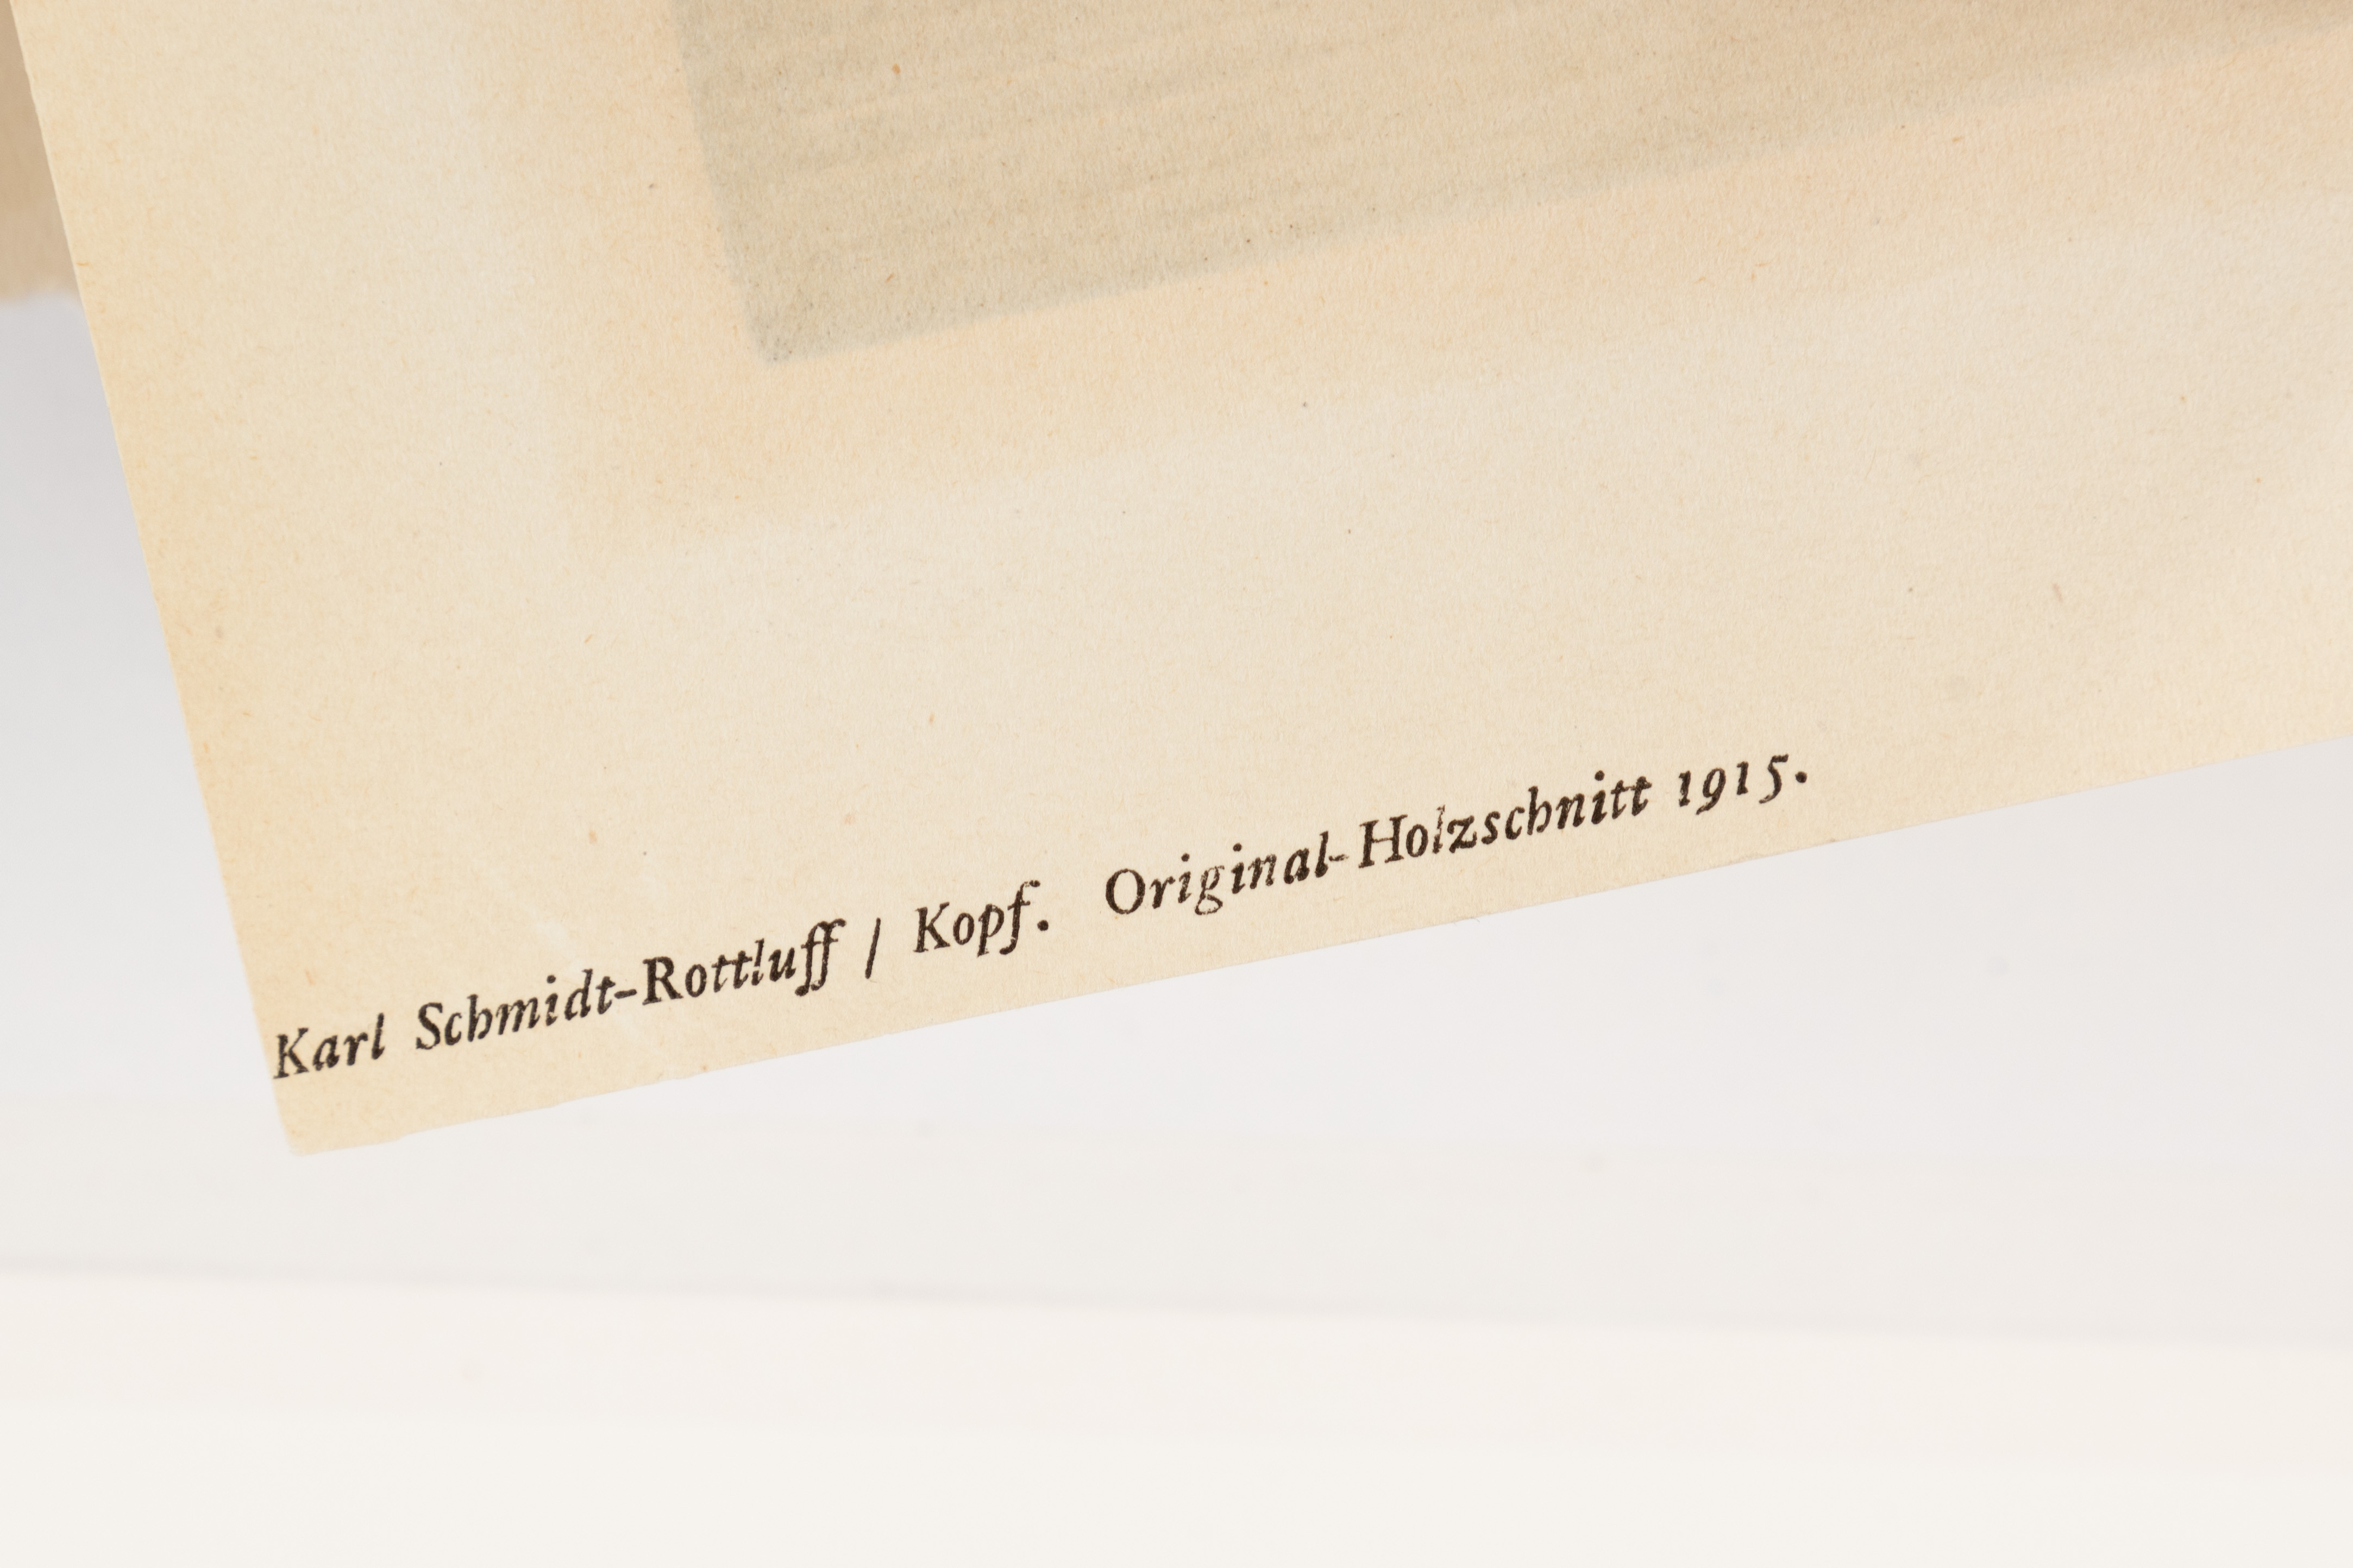 Karl Schmidt-Rottluff / Kopf. Original-Holzschnitt 1915.